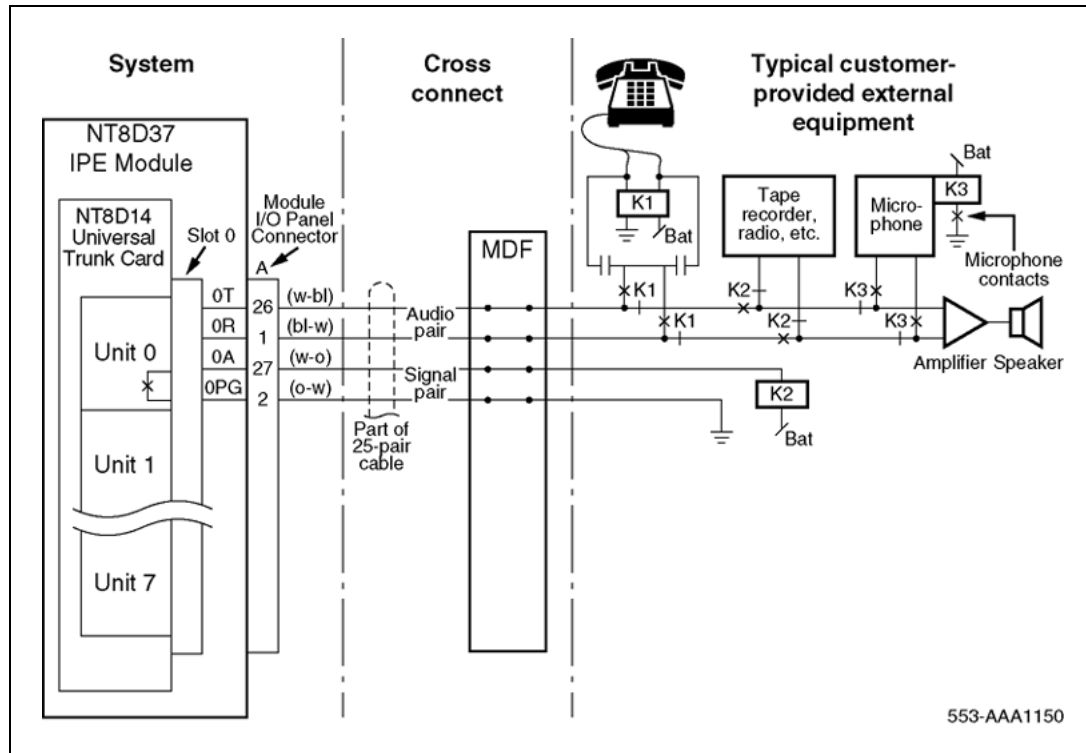 System
Cross
connect
Typical customer-
provided external
equipment
NT8D37
IPE Module
NT8D14
Universal
Trunk Card
Slot 0
Module
I/O Panel
Connector
A
MDF
K1
Bat
Tape
recorder,
radio, etc.
Micro-
phone
K3
Bat
Microphone
contacts
Unit 0
Unit 1
Unit 7
0T
26
(w-bl)
0R
1
(bl-w)
0A
27
(w-o)
0PG
2
(o-w)
Audio
pair
Signal
pair
Part of
25-pair
cable
K1
K2
K3
K1
K2
K3
Amplifier
Speaker
K2
Bat
553-AAA1150